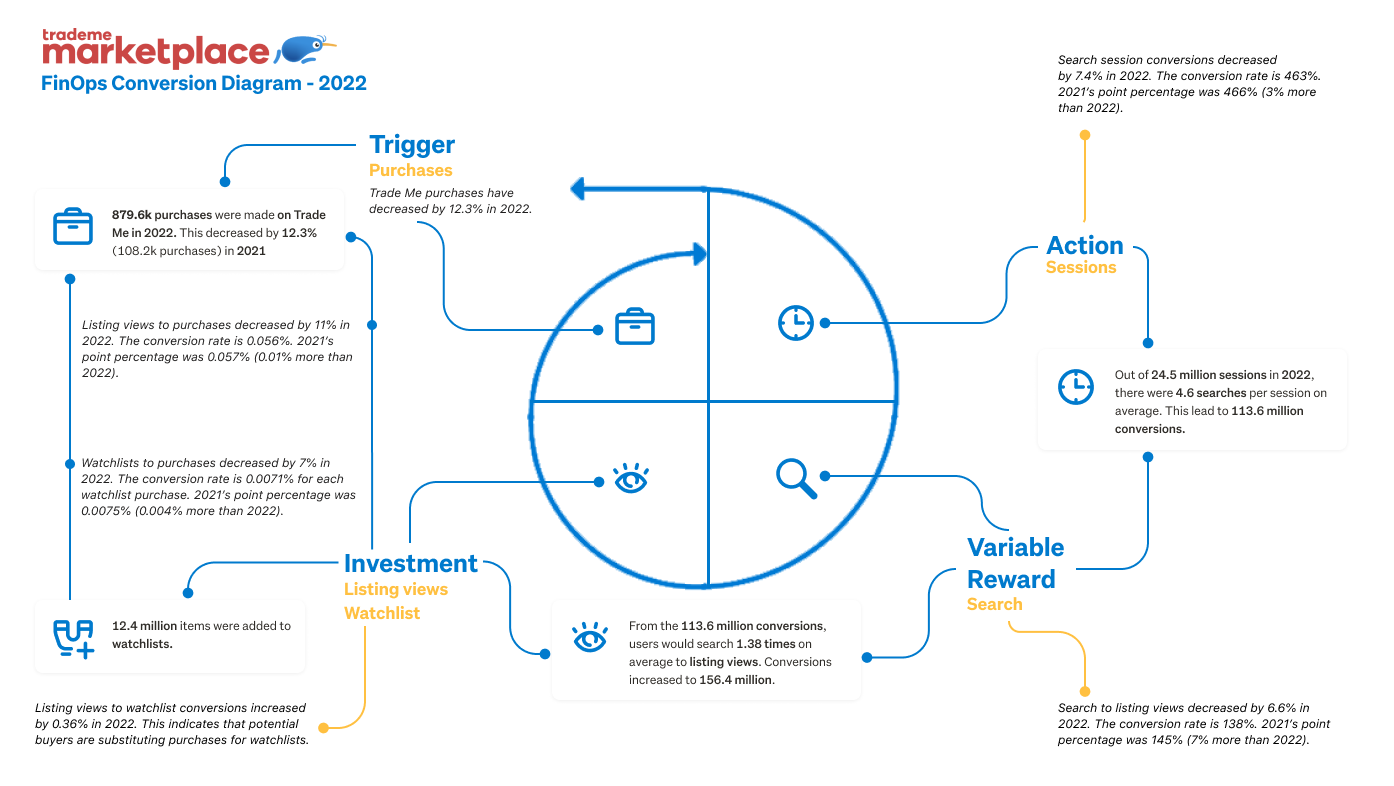 trademe
marketplace
FinOps Conversion Diagram - 2022
Search session conversions decreased
by 7.4% in 2022. The conversion rate is 463%.
2021's point percentage was 466% (3% more
than 2022).
Trigger
Purchases
Trade Me purchases have
decreased by 12.3% in 2022.
879.6k purchases were made on Trade
Me in 2022. This decreased by 12.3%
(108.2k purchases) in 2021
Action
Sessions
Listing views to purchases decreased by 11% in
2022. The conversion rate is 0.056%. 2021's
point percentage was 0.057% (0.01% more than
2022).
Out of 24.5 million sessions in 2022,
there were 4.6 searches per session on
average. This lead to 113.6 million
conversions.
Watchlists to purchases decreased by 7% in
2022. The conversion rate is 0.0071% for each
watchlist purchase. 2021's point percentage was
0.0075% (0.004% more than 2022).
Investment
Listing views
Watchlist
Variable
Reward
Search
12.4 million items were added to
watchlists.
From the 113.6 million conversions,
users would search 1.38 times on
average to listing views. Conversions
increased to 156.4 million.
Listing views to watchlist conversions increased
by 0.36% in 2022. This indicates that potential
buyers are substituting purchases for watchlists.
Search to listing views decreased by 6.6% in
2022. The conversion rate is 138%. 2021's point
percentage was 145% (7% more than 2022).